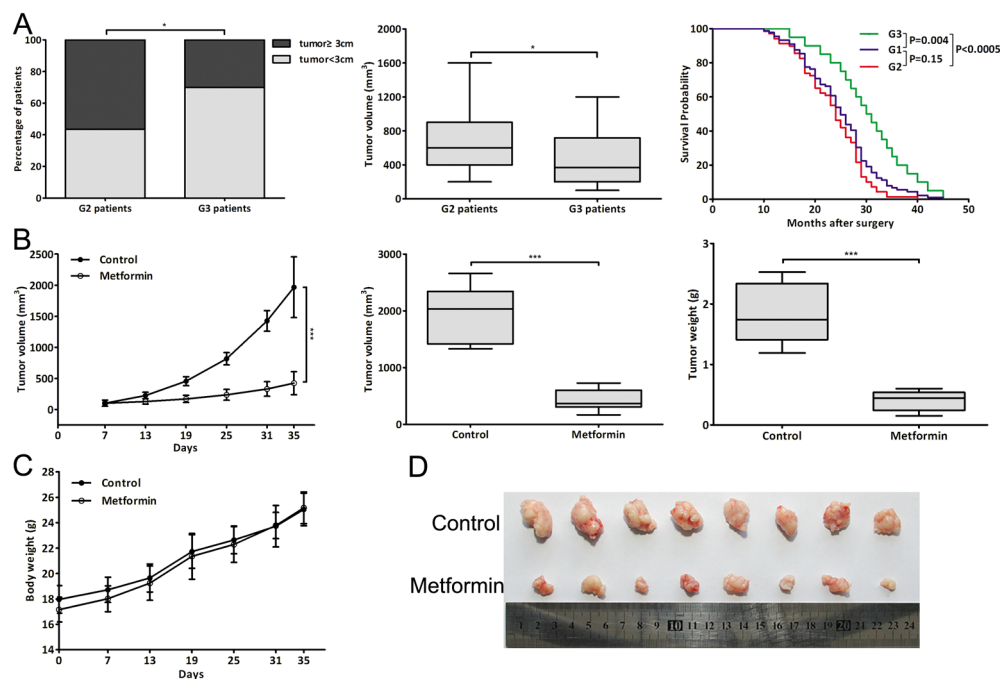 A
*
tumor≥ 3cm
tumor<3cm
Percentage of patients
100
80
60
40
20
0
G2 patients
G3 patients
*
Tumor volume (mm³)
2000
1600
1200
800
400
0
G2 patients
G3 patients
G3
G1
G2
P=0.004
P=0.15
P<0.0005
Survival Probability
100
80
60
40
20
0
0 10 20 30 40 50
Months after surgery
B
Control
Metformin
***
Tumor volume (mm³)
2500
2000
1500
1000
500
0
0 7 13 19 25 31 35
Days
***
Tumor volume (mm³)
3000
2000
1000
0
Control
Metformin
***
Tumor weight (g)
3
2
1
0
Control
Metformin
C
Control
Metformin
Body weight (g)
28
26
24
22
20
18
16
14
0 7 13 19 25 31 35
Days
D
Control
Metformin
1 2 3 4 5 6 7 8 9 10 11 12 13 14 15 16 17 18 19 20 21 22 23 24